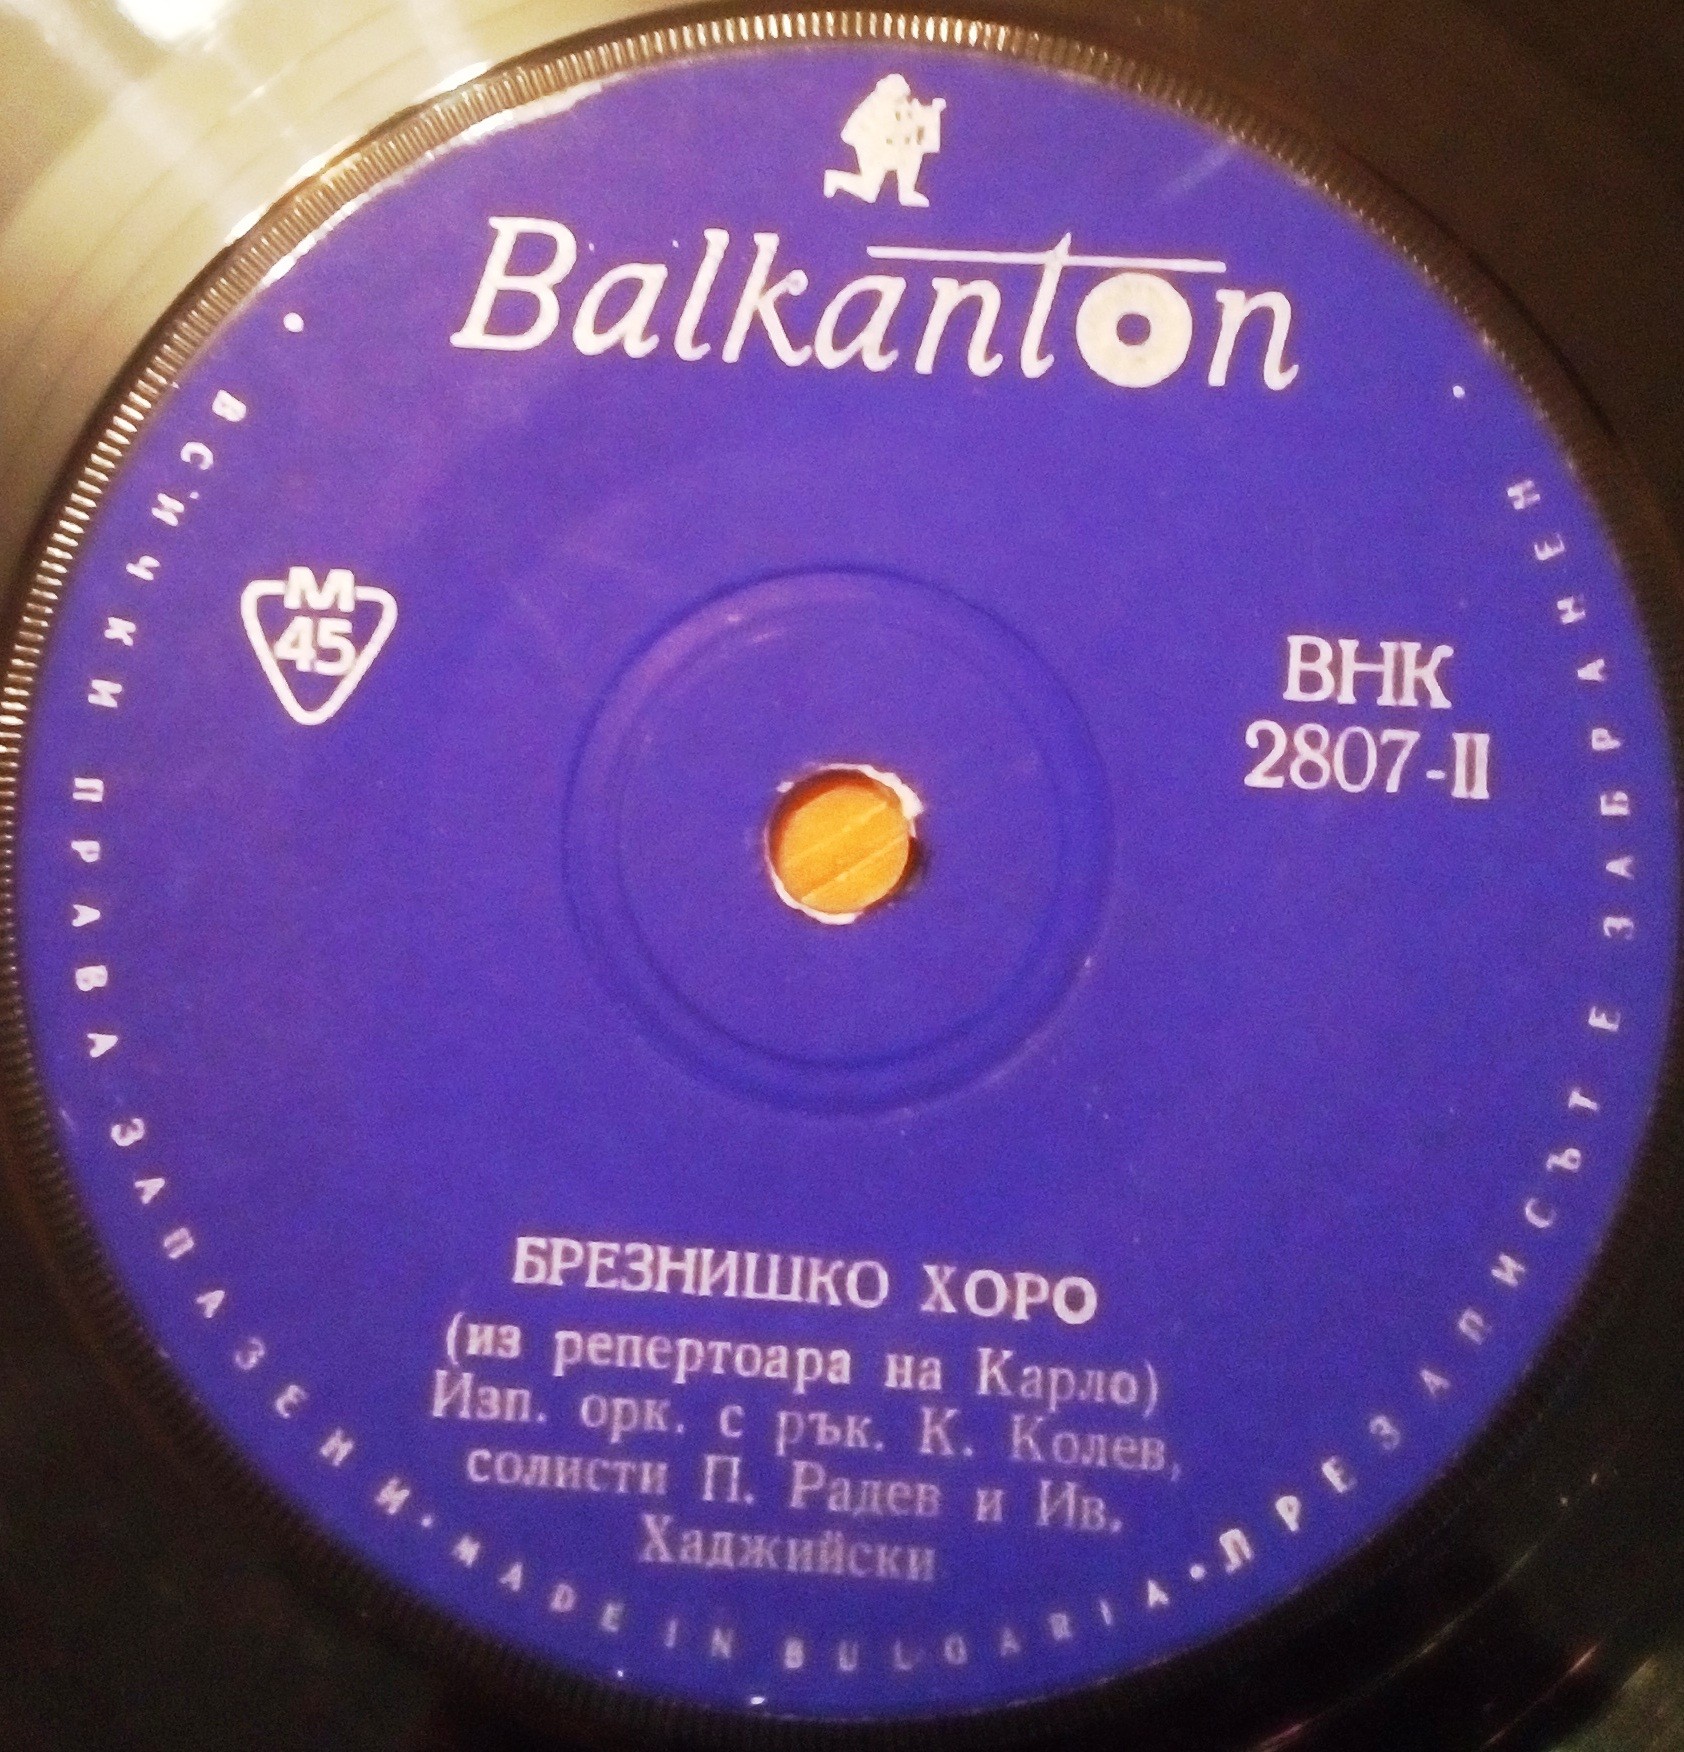 Balkanton
М
45
ВНК
2807-II
БРЕЗНИШКО ХОРО
(из репертоара на Карло)
Изп. орк. с рък. К. Колев,
солисти П. Радев и Ив.
Хаджийски
• ВСИЧКИ ПРАВА ЗАПАЗЕНИ • MADE IN BULGARIA • ПРЕЗАПИСЪТ Е ЗАБРАНЕН •